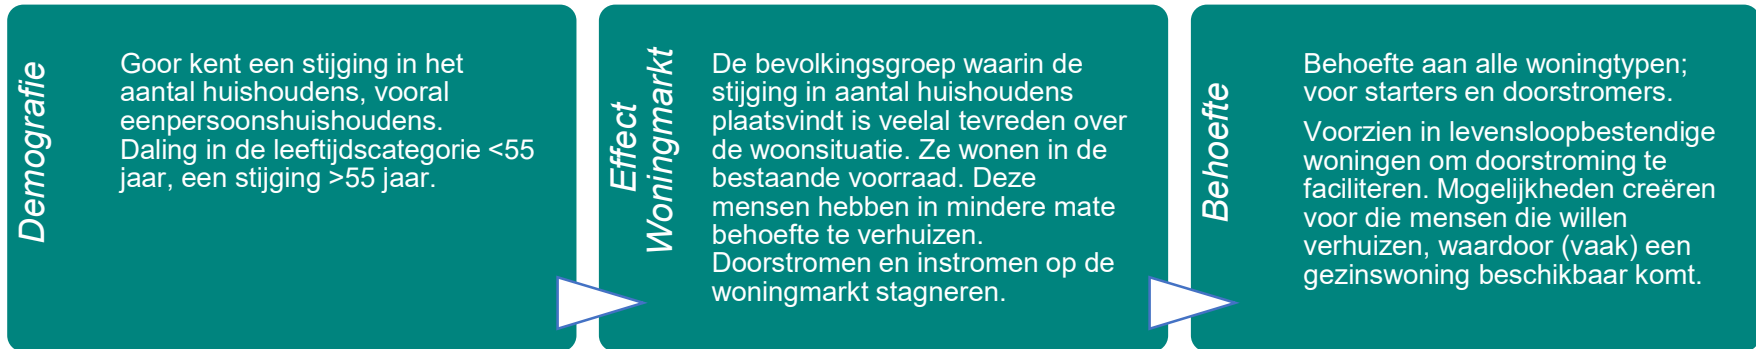 Demografie
Goor kent een stijging in het
aantal huishoudens, vooral
eenpersoonshuishoudens.
Daling in de leeftijdscategorie <55
jaar, een stijging >55 jaar.
Effect
Woningmarkt
De bevolkingsgroep waarin de
stijging in aantal huishoudens
plaatsvindt is veelal tevreden over
de woonsituatie. Ze wonen in de
bestaande voorraad. Deze
mensen hebben in mindere mate
behoefte te verhuizen.
Doorstromen en instromen op de
woningmarkt stagneren.
Behoefte
Behoefte aan alle woningtypen;
voor starters en doorstromers.
Voorzien in levensloopbestendige
woningen om doorstroming te
faciliteren. Mogelijkheden creëren
voor die mensen die willen
verhuizen, waardoor (vaak) een
gezinswoning beschikbaar komt.